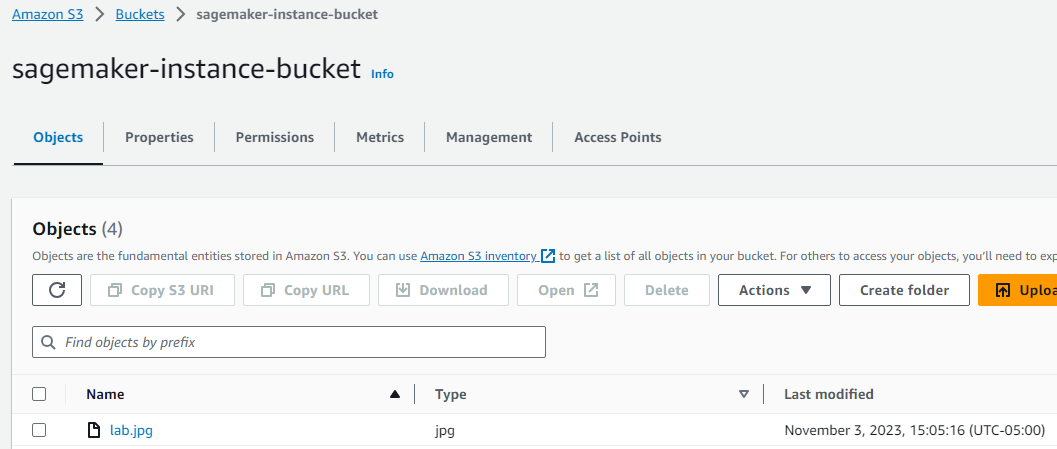 Amazon S3 > Buckets > sagemaker-instance-bucket
sagemaker-instance-bucket Info
Objects Properties Permissions Metrics Management Access Points
Objects (4)
Objects are the fundamental entities stored in Amazon S3. You can use Amazon S3 inventory to get a list of all objects in your bucket. For others to access your objects, you'll need to exp
Copy S3 URI Copy URL Download Open Delete Actions Create folder Uploa
Find objects by prefix
Name Type Last modified
lab.jpg jpg November 3, 2023, 15:05:16 (UTC-05:00)